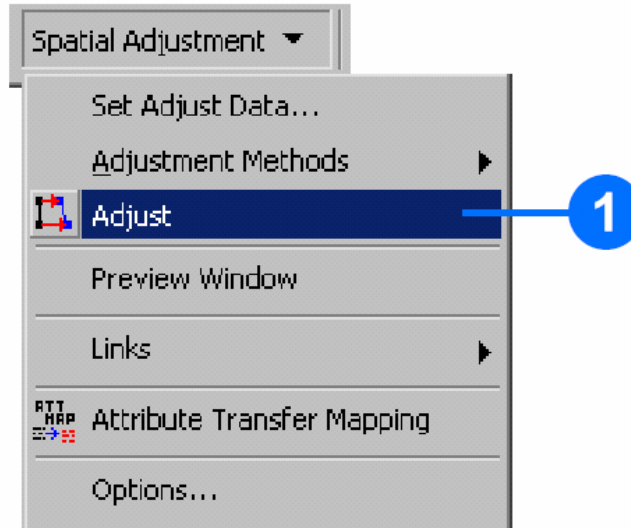 Spatial Adjustment
Set Adjust Data...
Adjustment Methods
Adjust
1
Preview Window
Links
ATT
MAP
Attribute Transfer Mapping
Options...